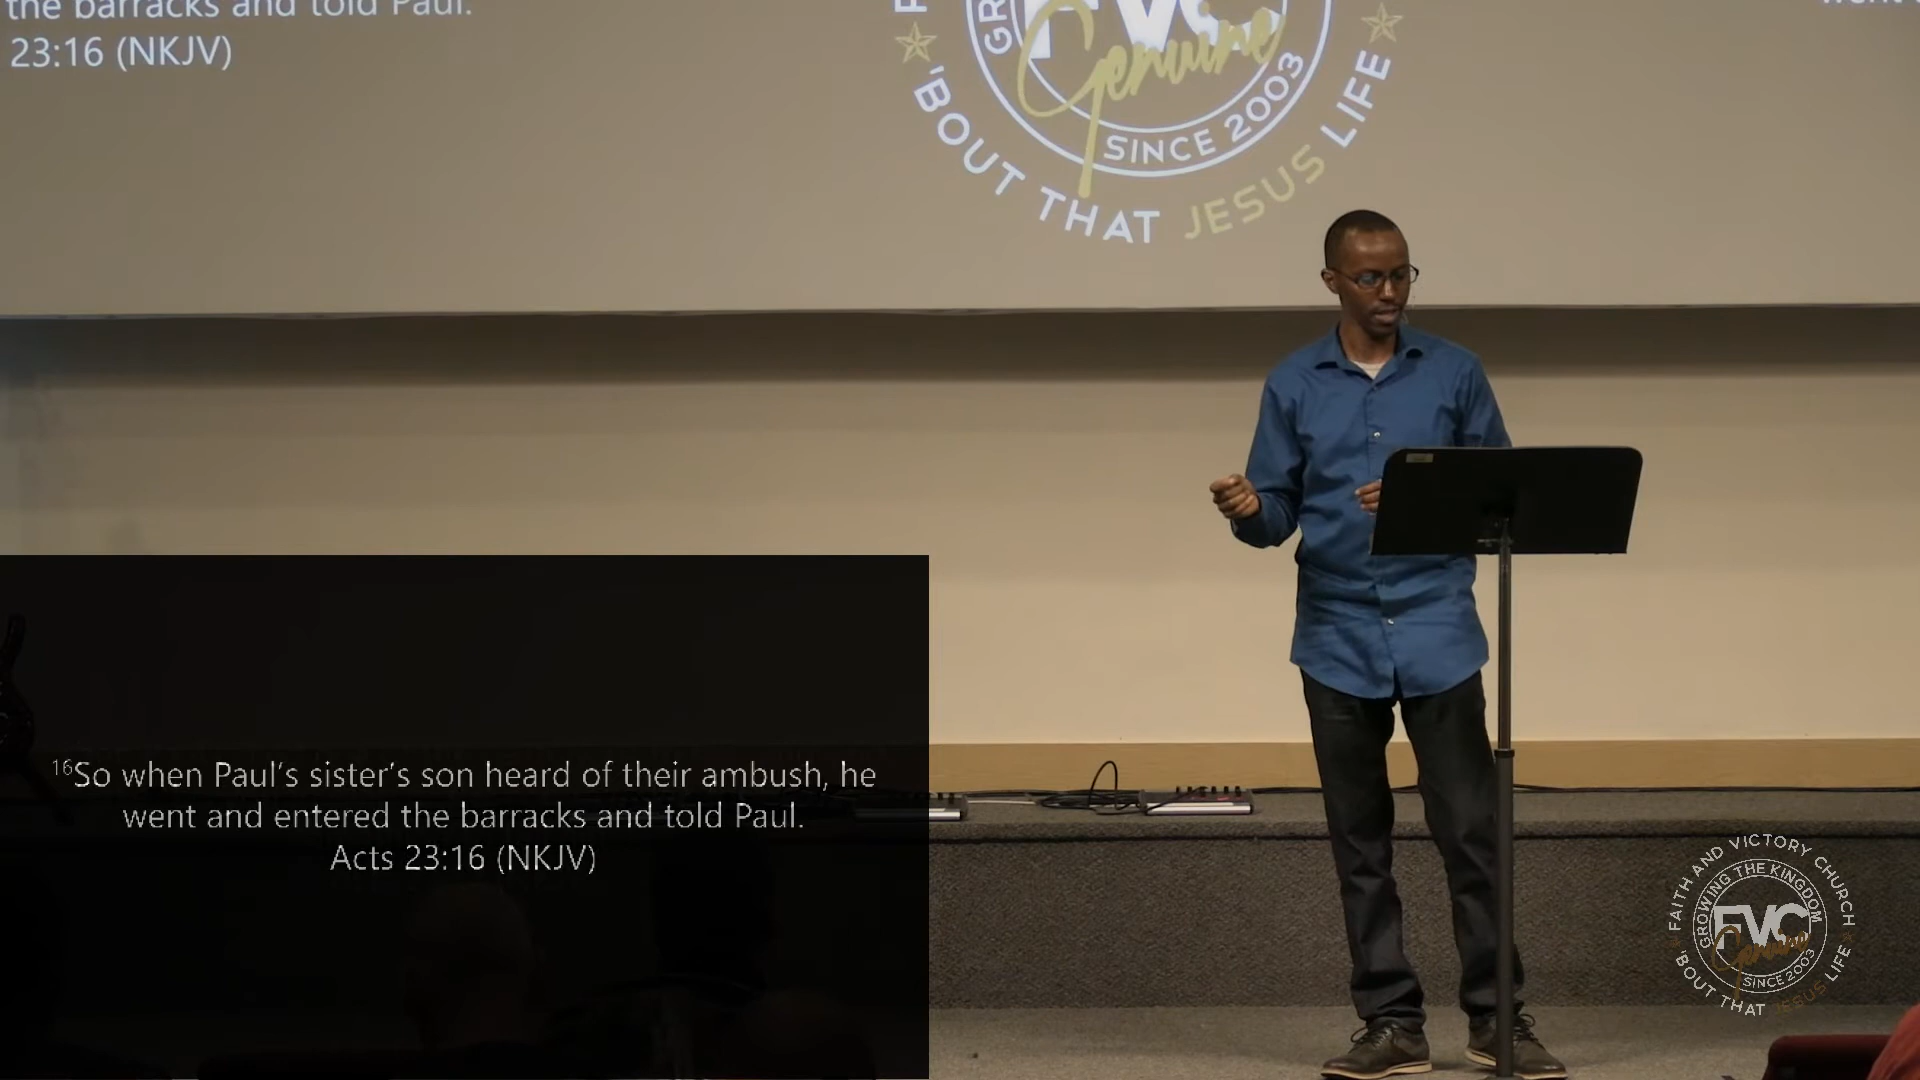 the barracks and told Paul.
23:16 (NKJV)
FVC
Genuine
SINCE 2003
'BOUT THAT JESUS LIFE
¹⁶So when Paul's sister's son heard of their ambush, he
went and entered the barracks and told Paul.
Acts 23:16 (NKJV)
FAITH AND VICTORY CHURCH
GROWING THE KINGDOM
FVC
Genuine
SINCE 2003
'BOUT THAT JESUS LIFE